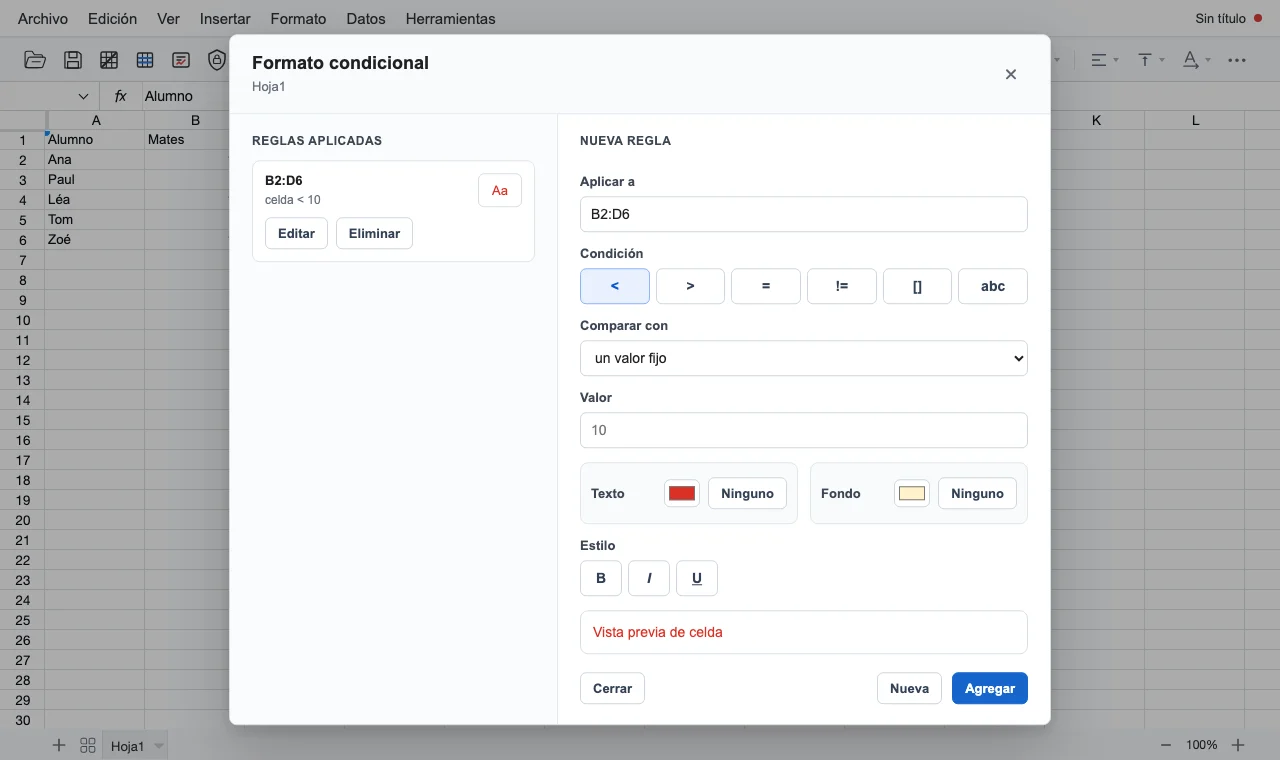 Archivo Edición Ver Insertar Formato Datos Herramientas Sin título
fx Alumno
A B K L
1 Alumno Mates
2 Ana
3 Paul
4 Léa
5 Tom
6 Zoé
7
8
9
10
11
12
13
14
15
16
17
18
19
20
21
22
23
24
25
26
27
28
29
30
Formato condicional
Hoja1
REGLAS APLICADAS
B2:D6
celda < 10
Aa
Editar Eliminar
NUEVA REGLA
Aplicar a
B2:D6
Condición
< > = != [] abc
Comparar con
un valor fijo
Valor
10
Texto Ninguno Fondo Ninguno
Estilo
B I U
Vista previa de celda
Cerrar Nueva Agregar
Hoja1 100%